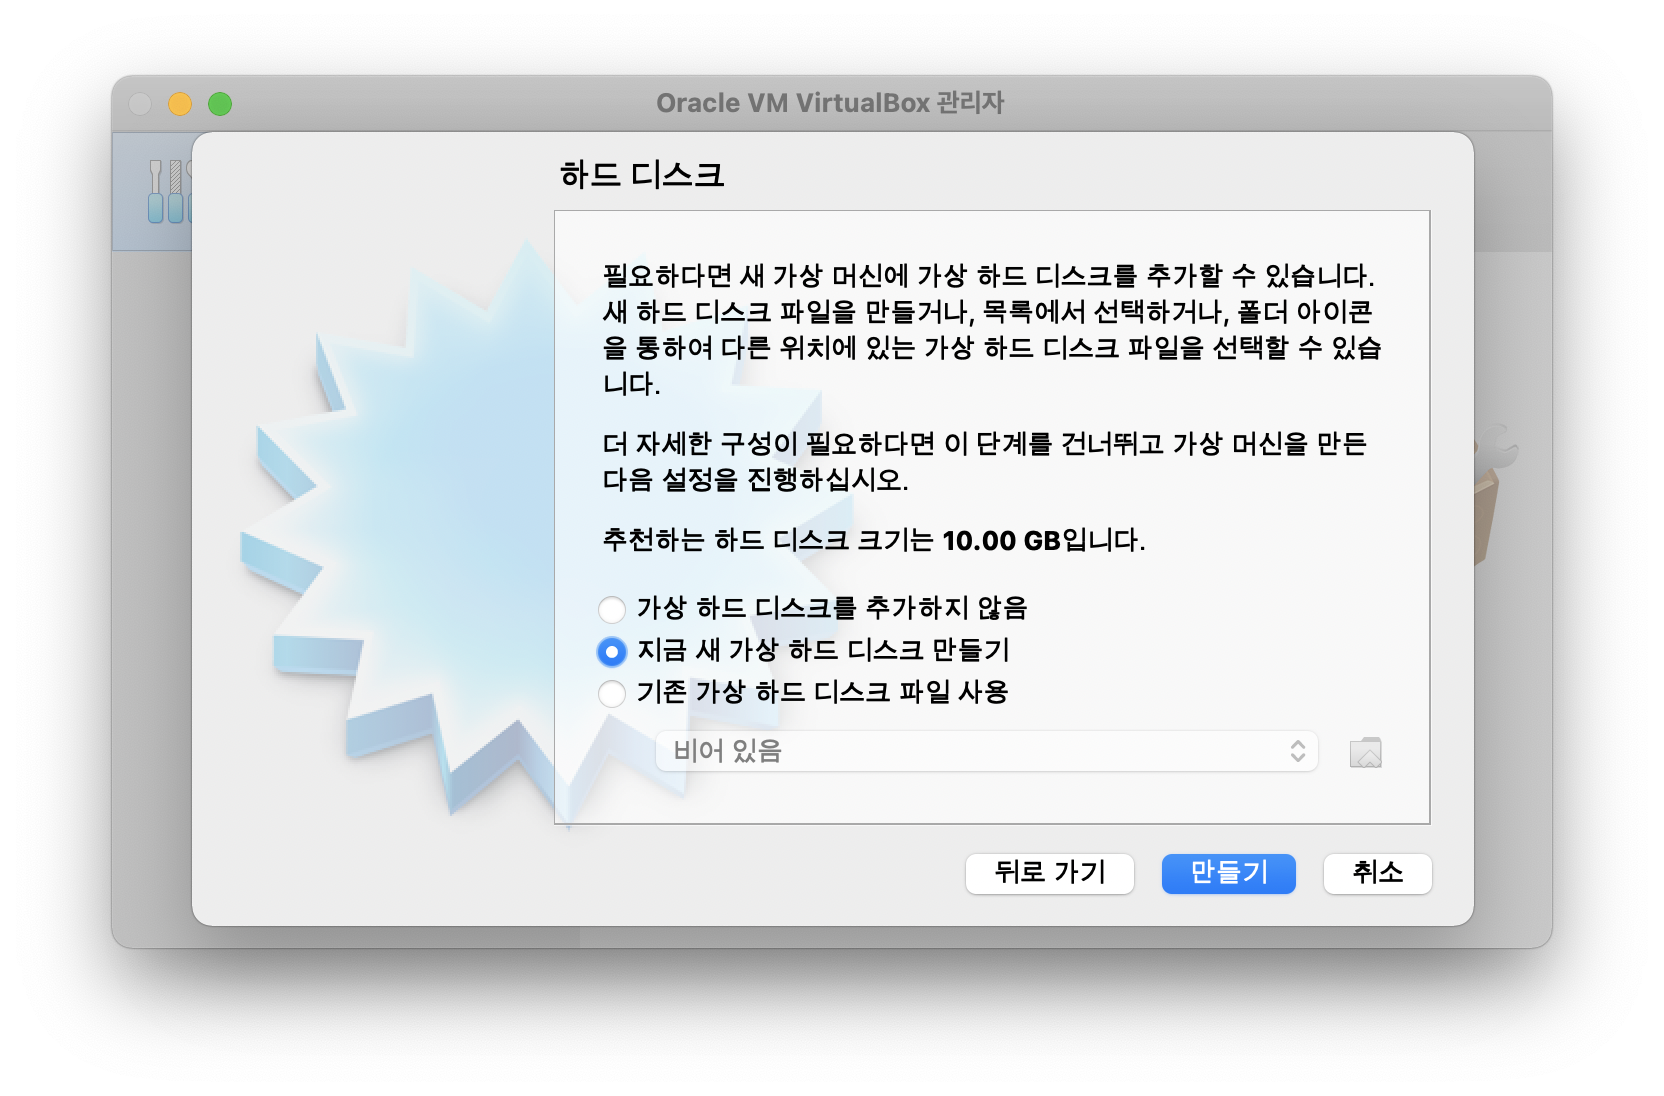 Oracle VM VirtualBox 관리자
하드 디스크
필요하다면 새 가상 머신에 가상 하드 디스크를 추가할 수 있습니다.
새 하드 디스크 파일을 만들거나, 목록에서 선택하거나, 폴더 아이콘
을 통하여 다른 위치에 있는 가상 하드 디스크 파일을 선택할 수 있습
니다.
더 자세한 구성이 필요하다면 이 단계를 건너뛰고 가상 머신을 만든
다음 설정을 진행하십시오.
추천하는 하드 디스크 크기는 10.00 GB입니다.
가상 하드 디스크를 추가하지 않음
지금 새 가상 하드 디스크 만들기
기존 가상 하드 디스크 파일 사용
비어 있음
뒤로 가기
만들기
취소